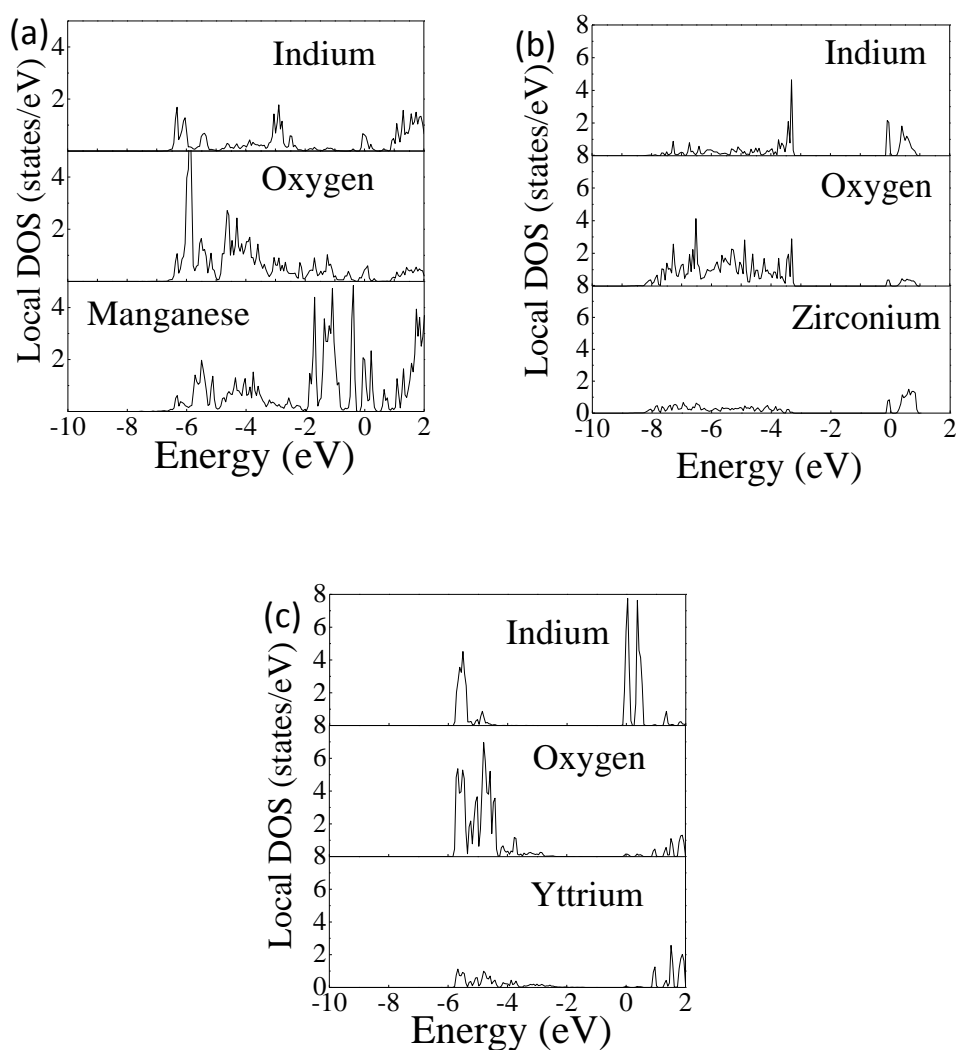 (a)
Indium
4
2
Oxygen
4
2
Manganese
4
2
Local DOS (states/eV)
-10 -8 -6 -4 -2 0 2
Energy (eV)
(b)
8
6
4
2
Indium
8
6
4
2
Oxygen
8
6
4
2
0
Zirconium
Local DOS (states/eV)
-10 -8 -6 -4 -2 0 2
Energy (eV)
(c)
8
6
4
2
Indium
8
6
4
2
Oxygen
8
6
4
2
0
Yttrium
Local DOS (states/eV)
-10 -8 -6 -4 -2 0 2
Energy (eV)